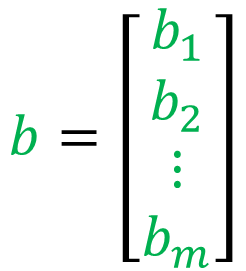 b = [b₁
b₂
⋮
bₘ]